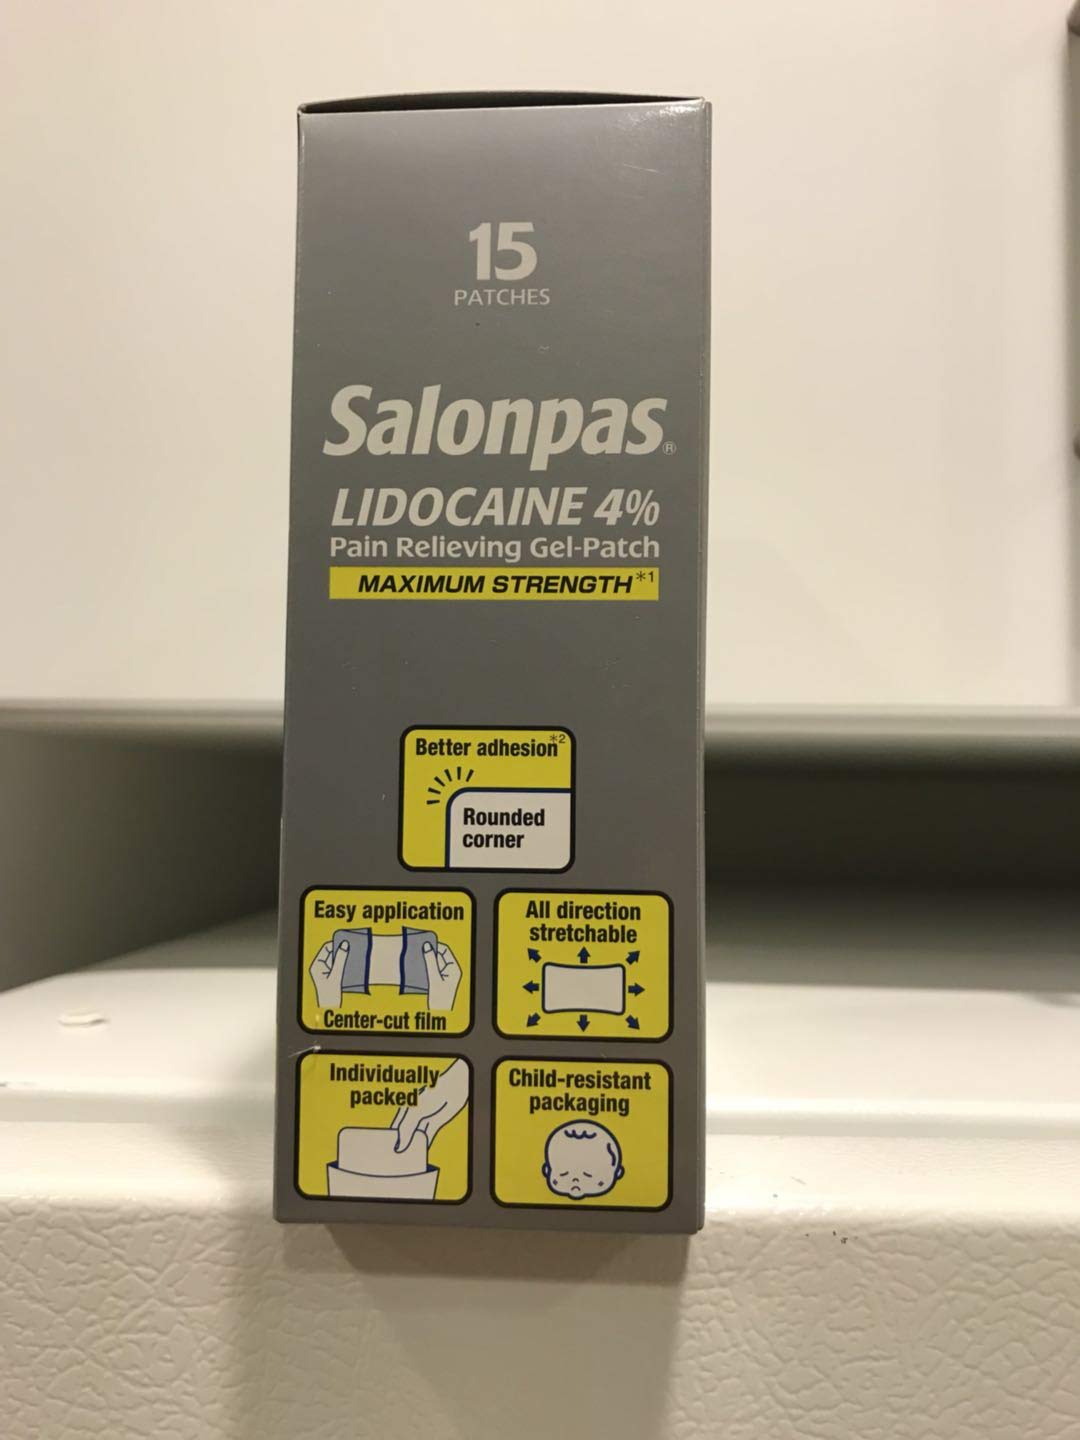 15
PATCHES
Salonpas®
LIDOCAINE 4%
Pain Relieving Gel-Patch
MAXIMUM STRENGTH*1
Better adhesion*2
Rounded
corner
Easy application
Center-cut film
All direction
stretchable
Individually
packed
Child-resistant
packaging